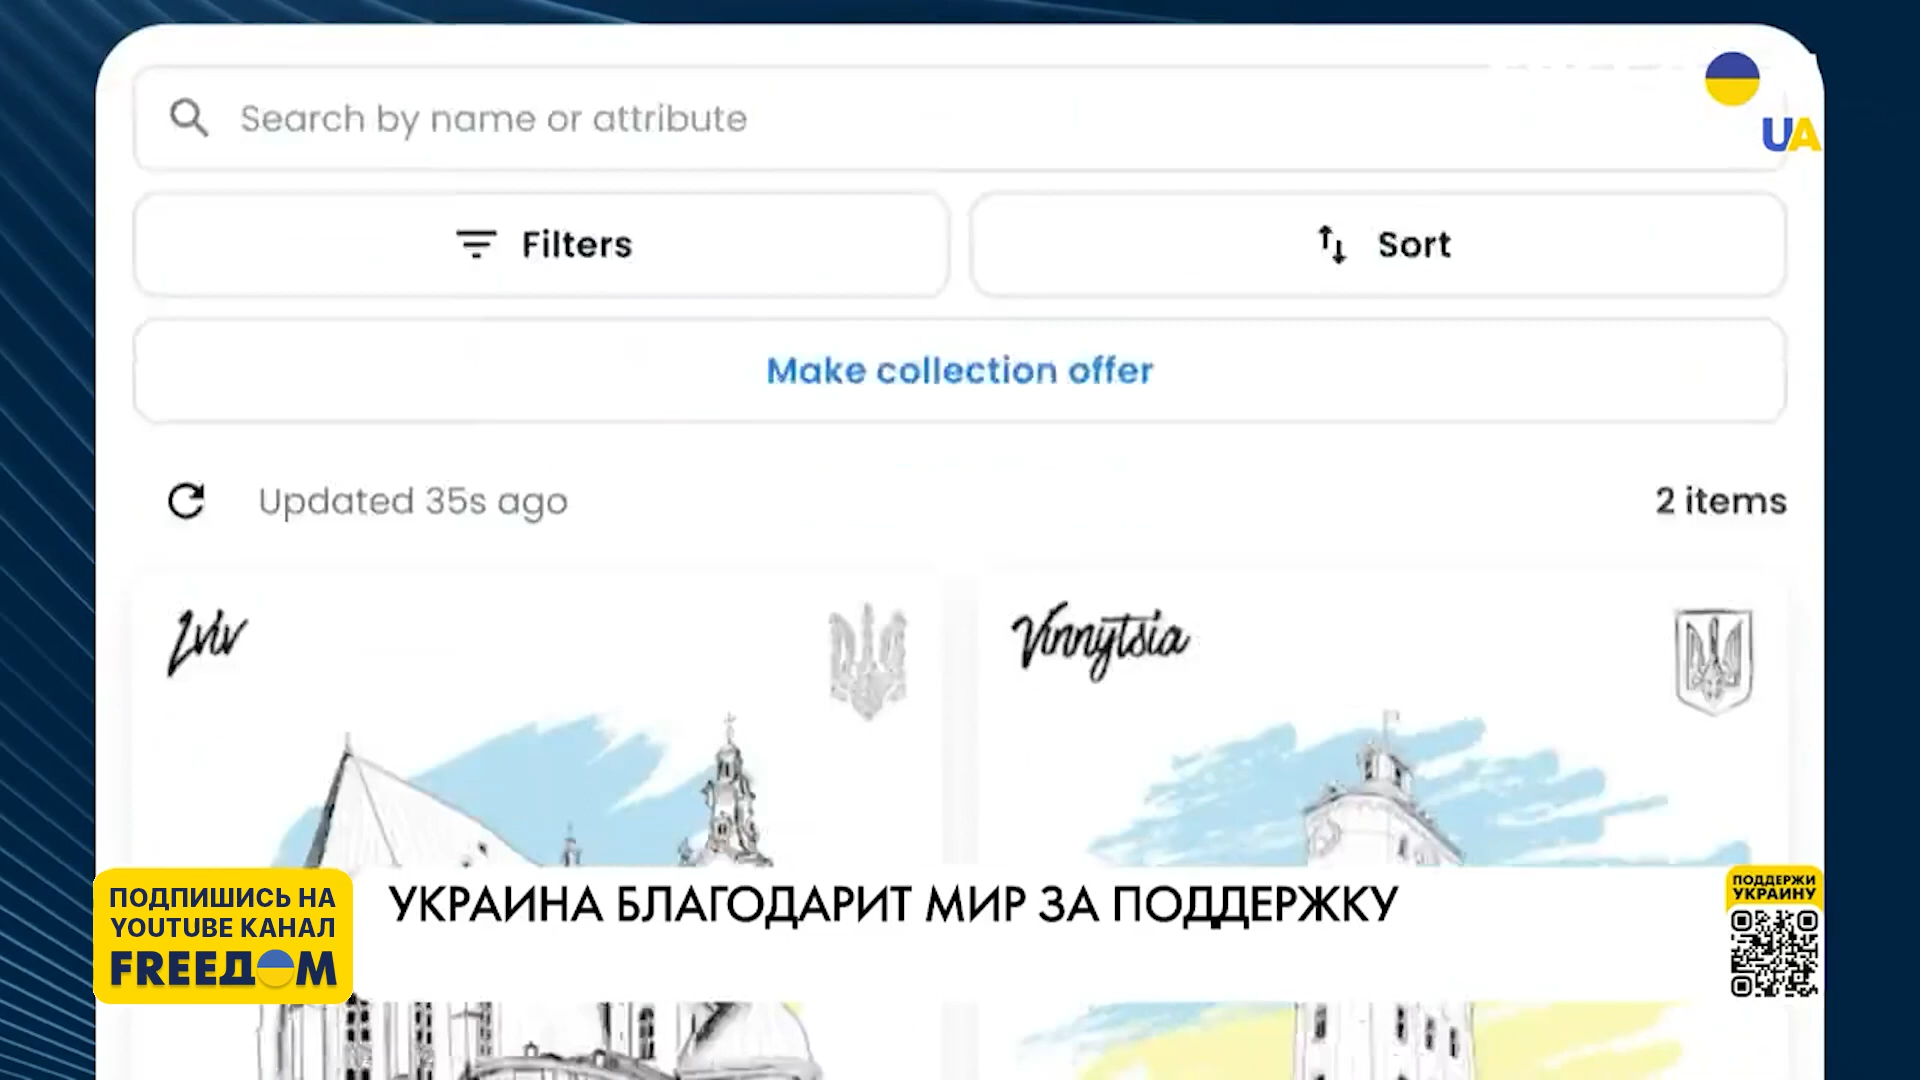 Search by name or attribute
UA
Filters
Sort
Make collection offer
Updated 35s ago
2 items
Lviv
Vinnytsia
ПОДПИШИСЬ НА
YOUTUBE КАНАЛ
FREEДОМ
УКРАИНА БЛАГОДАРИТ МИР ЗА ПОДДЕРЖКУ
ПОДДЕРЖИ
УКРАИНУ